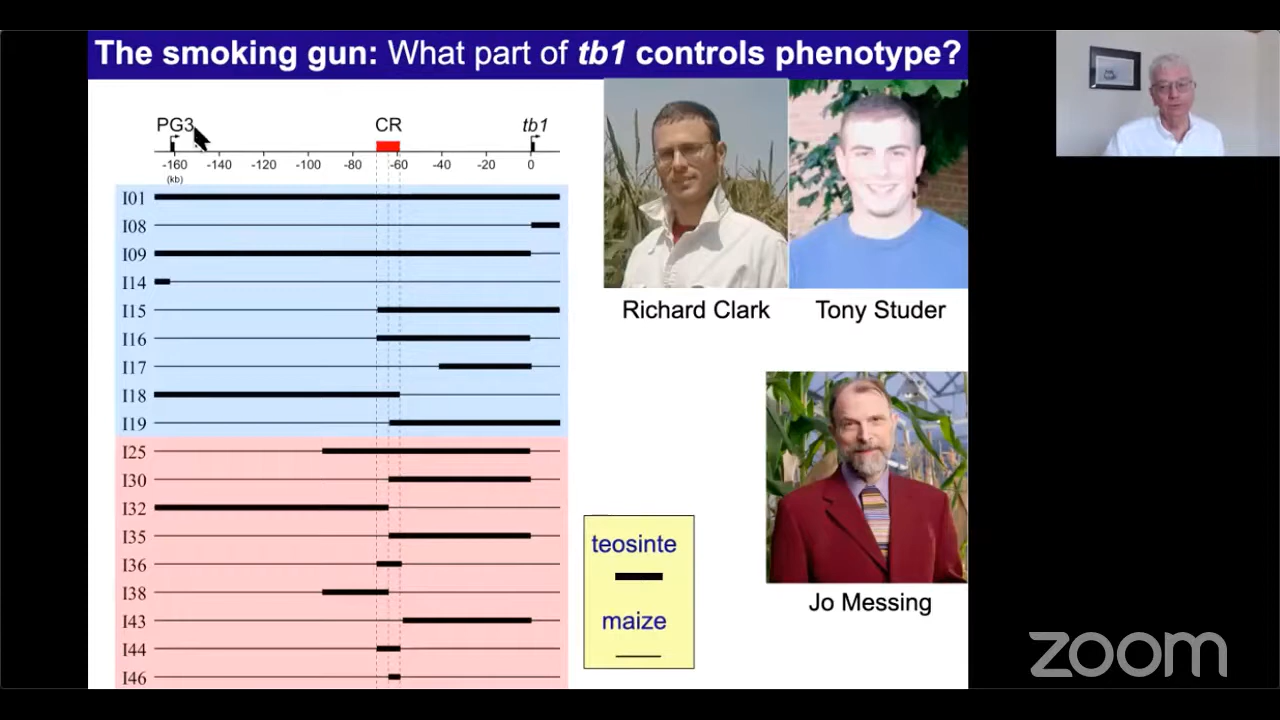 The smoking gun: What part of tb1 controls phenotype?
PG3 CR tb1
-160 -140 -120 -100 -80 -60 -40 -20 0
(kb)
I01
I08
I09
I14
I15
I16
I17
I18
I19
I25
I30
I32
I35
I36
I38
I43
I44
I46
Richard Clark
Tony Studer
teosinte
maize
Jo Messing
zoom